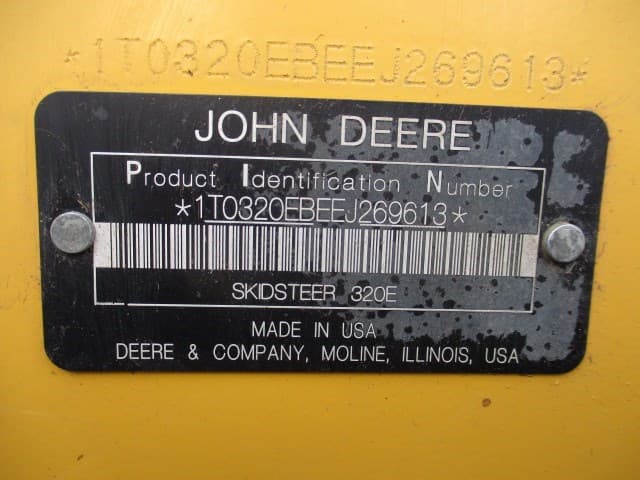 *1T0320EBEEJ269613*
JOHN DEERE
Product Identification Number
*1T0320EBEEJ269613*
SKIDSTEER 320E
MADE IN USA
DEERE & COMPANY, MOLINE, ILLINOIS, USA